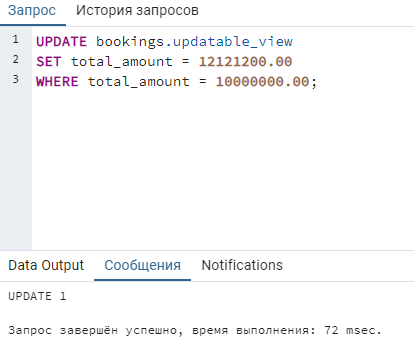 Запрос История запросов
1 UPDATE bookings.updatable_view
2 SET total_amount = 12121200.00
3 WHERE total_amount = 10000000.00;
Data Output Сообщения Notifications
UPDATE 1
Запрос завершён успешно, время выполнения: 72 msec.